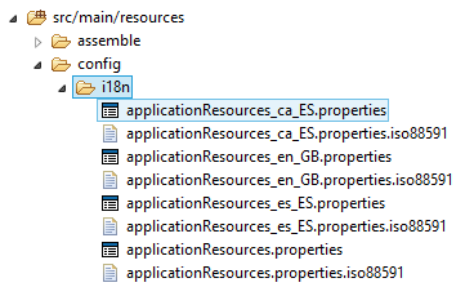 src/main/resources
assemble
config
i18n
applicationResources_ca_ES.properties
applicationResources_ca_ES.properties.iso88591
applicationResources_en_GB.properties
applicationResources_en_GB.properties.iso88591
applicationResources_es_ES.properties
applicationResources_es_ES.properties.iso88591
applicationResources.properties
applicationResources.properties.iso88591